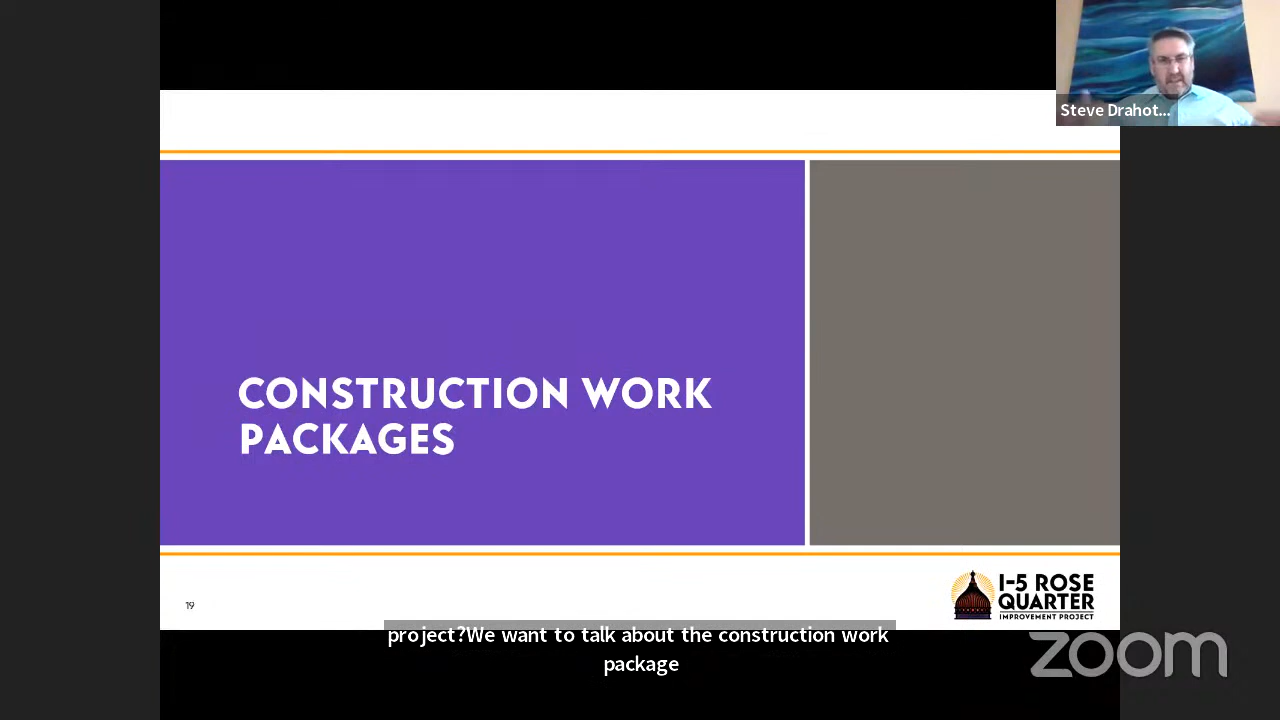 Steve Drahot...
CONSTRUCTION WORK
PACKAGES
19
I-5 ROSE
QUARTER
IMPROVEMENT PROJECT
project?We want to talk about the construction work
package
zoom